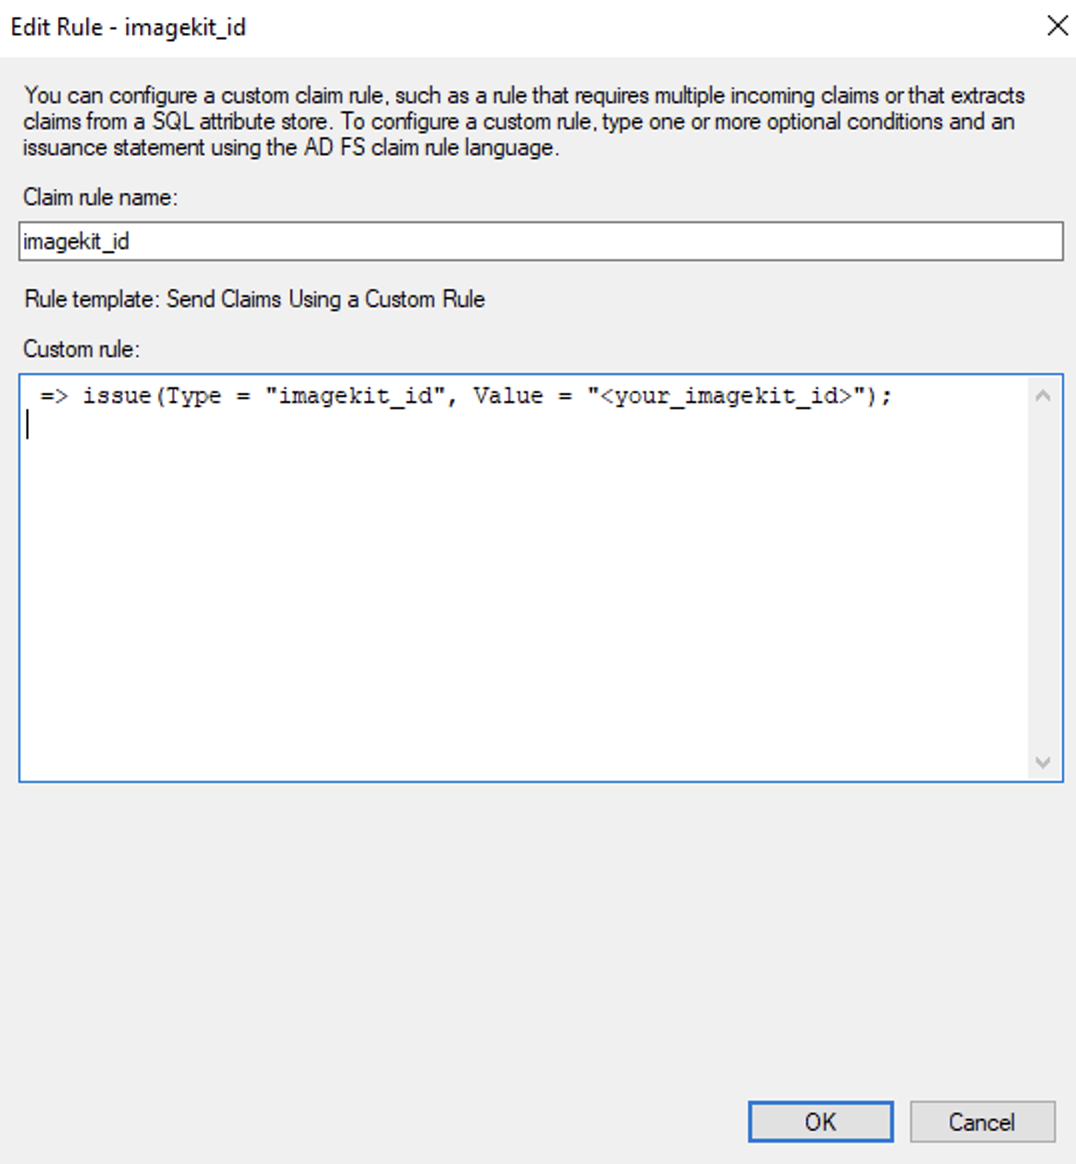 Edit Rule - imagekit_id
You can configure a custom claim rule, such as a rule that requires multiple incoming claims or that extracts
claims from a SQL attribute store. To configure a custom rule, type one or more optional conditions and an
issuance statement using the AD FS claim rule language.
Claim rule name:
imagekit_id
Rule template: Send Claims Using a Custom Rule
Custom rule:
=> issue(Type = "imagekit_id", Value = "<your_imagekit_id>");
OK Cancel